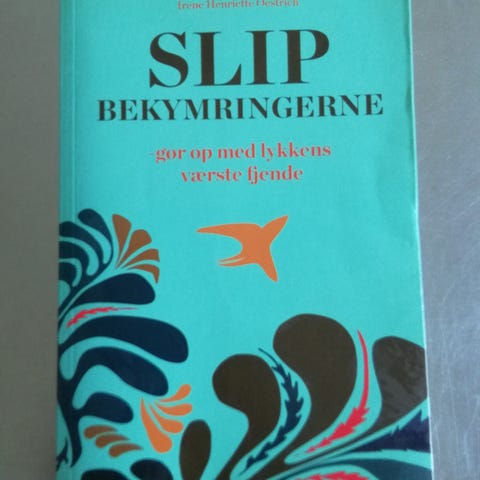 Irene Henriette Oestrich
SLIP
BEKYMRINGERNE
-gør op med lykkens
værste fjende